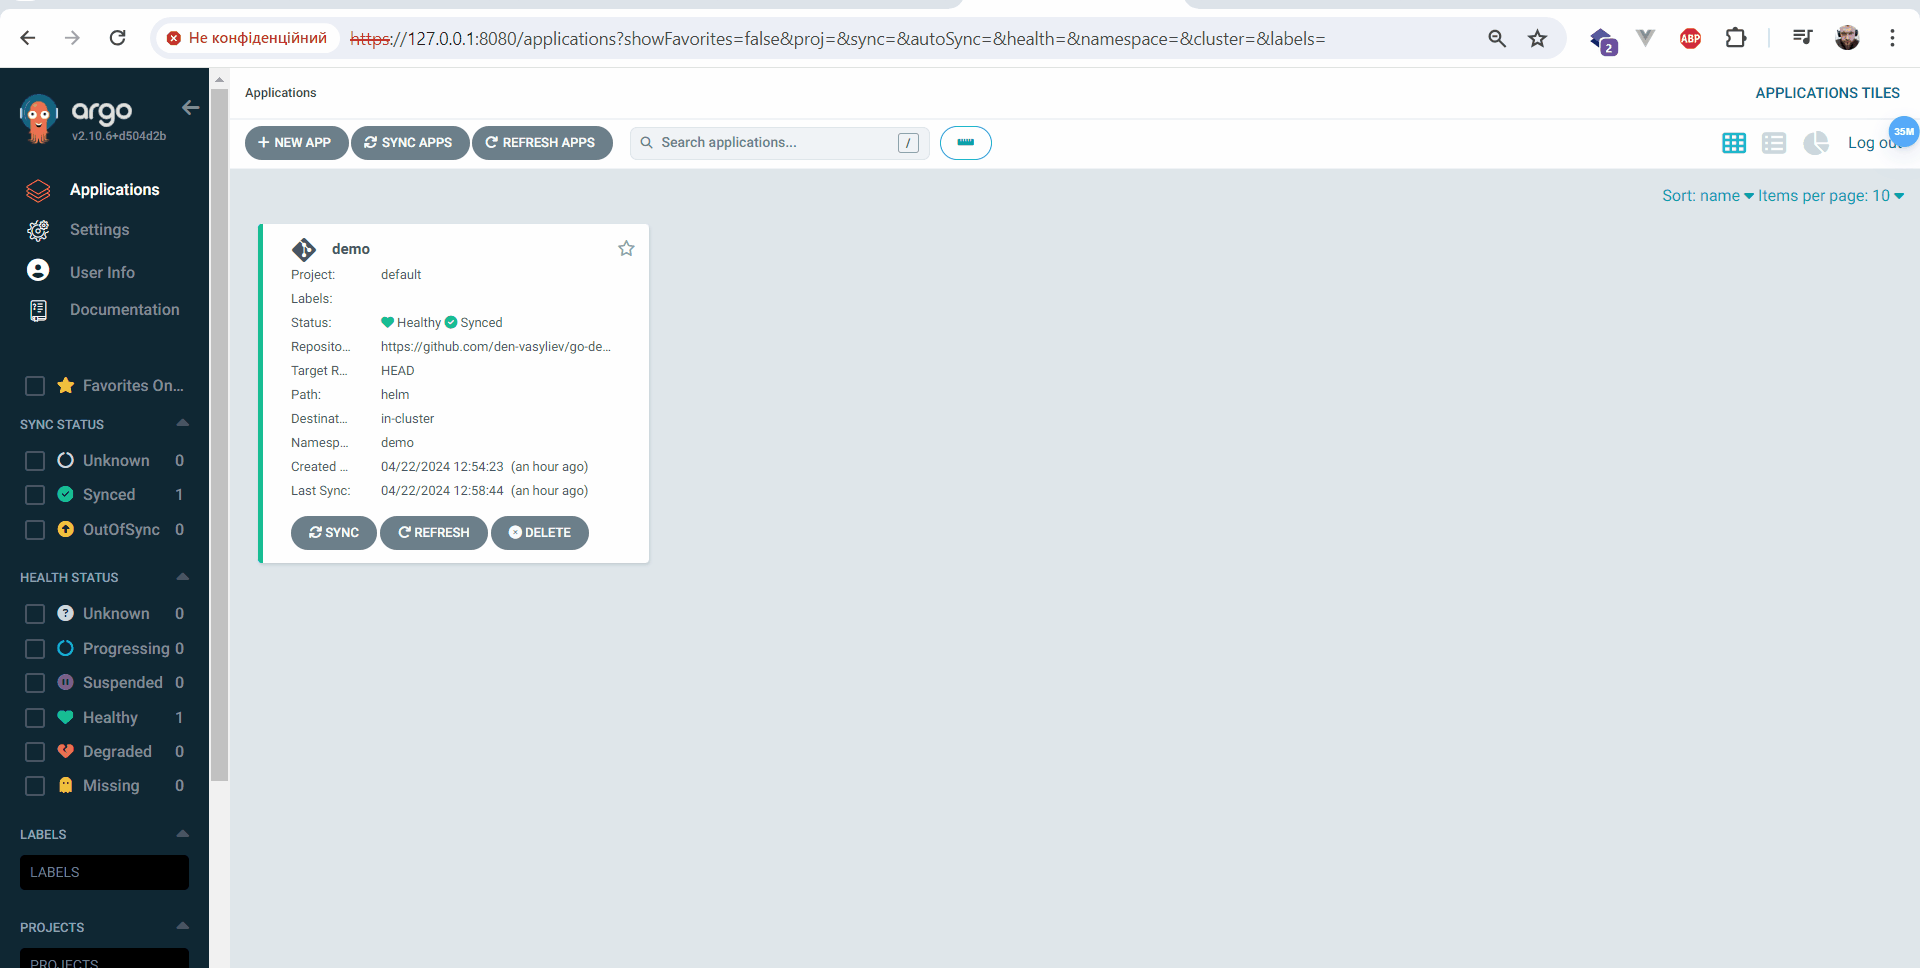 Не конфіденційний https://127.0.0.1:8080/applications?showFavorites=false&proj=&sync=&autoSync=&health=&namespace=&cluster=&labels=
2
ABP
argo
v2.10.6+d504d2b
Applications
Settings
User Info
Documentation
Favorites On...
SYNC STATUS
Unknown 0
Synced 1
OutOfSync 0
HEALTH STATUS
Unknown 0
Progressing 0
Suspended 0
Healthy 1
Degraded 0
Missing 0
LABELS
LABELS
PROJECTS
PROJECTS
Applications
APPLICATIONS TILES
+ NEW APP SYNC APPS REFRESH APPS Search applications... /
Log out
35M
Sort: name Items per page: 10
demo
Project: default
Labels:
Status: Healthy Synced
Reposito... https://github.com/den-vasyliev/go-de...
Target R... HEAD
Path: helm
Destinat... in-cluster
Namesp... demo
Created ... 04/22/2024 12:54:23 (an hour ago)
Last Sync: 04/22/2024 12:58:44 (an hour ago)
SYNC REFRESH DELETE